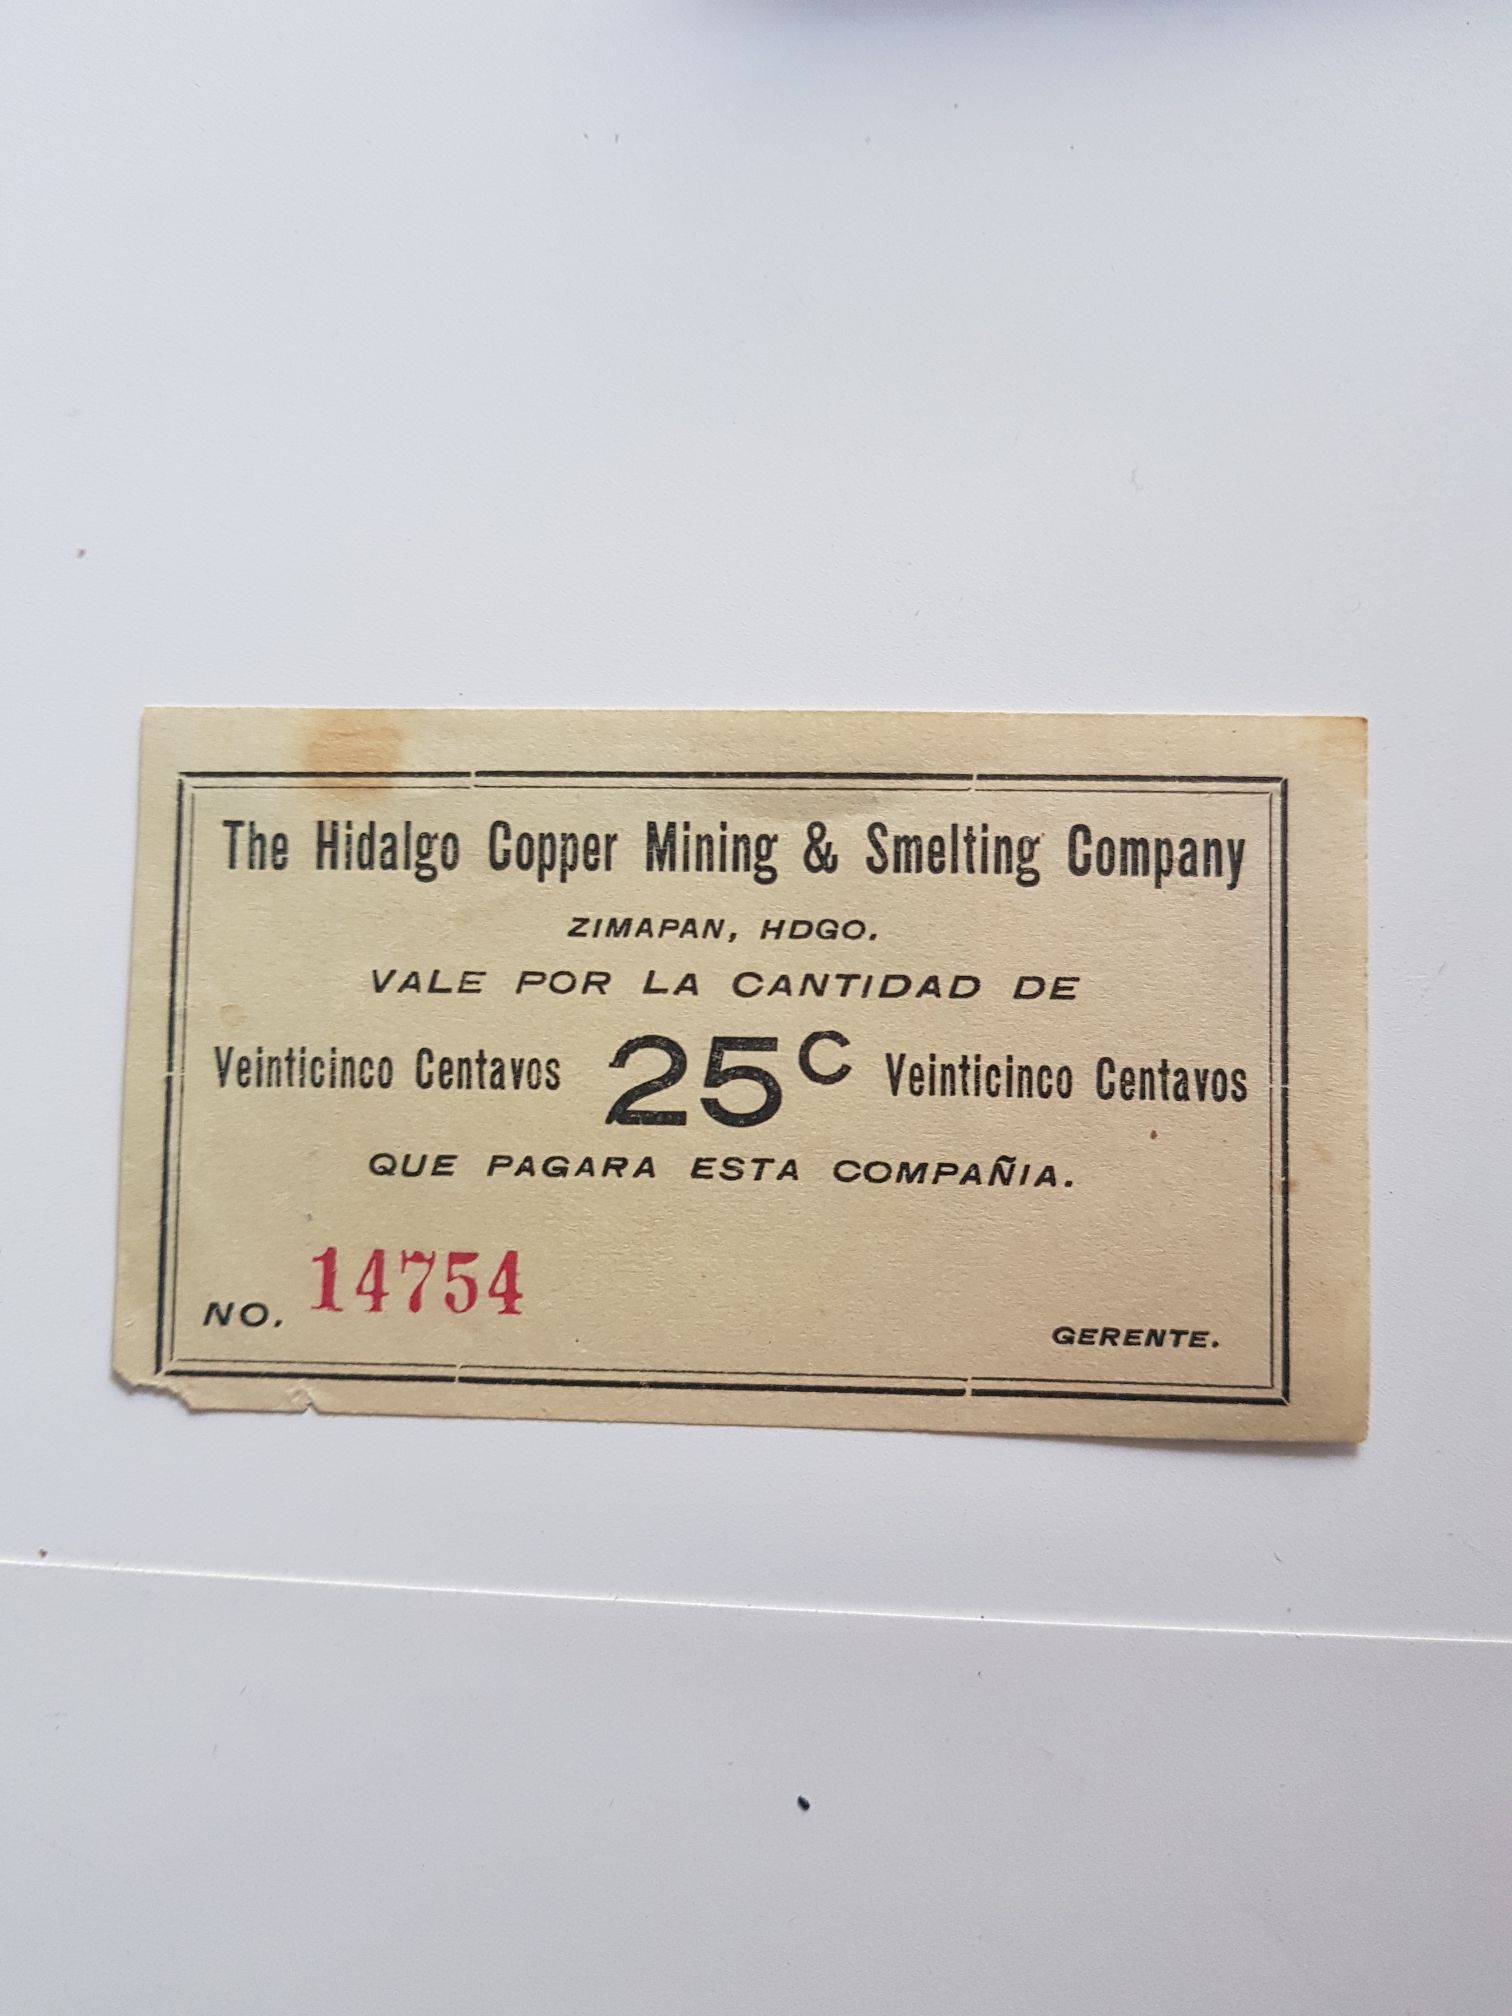 The Hidalgo Copper Mining & Smelting Company
ZIMAPAN, HDGO.
VALE POR LA CANTIDAD DE
Veinticinco Centavos 25C Veinticinco Centavos
QUE PAGARA ESTA COMPAÑIA.
NO. 14754
GERENTE.